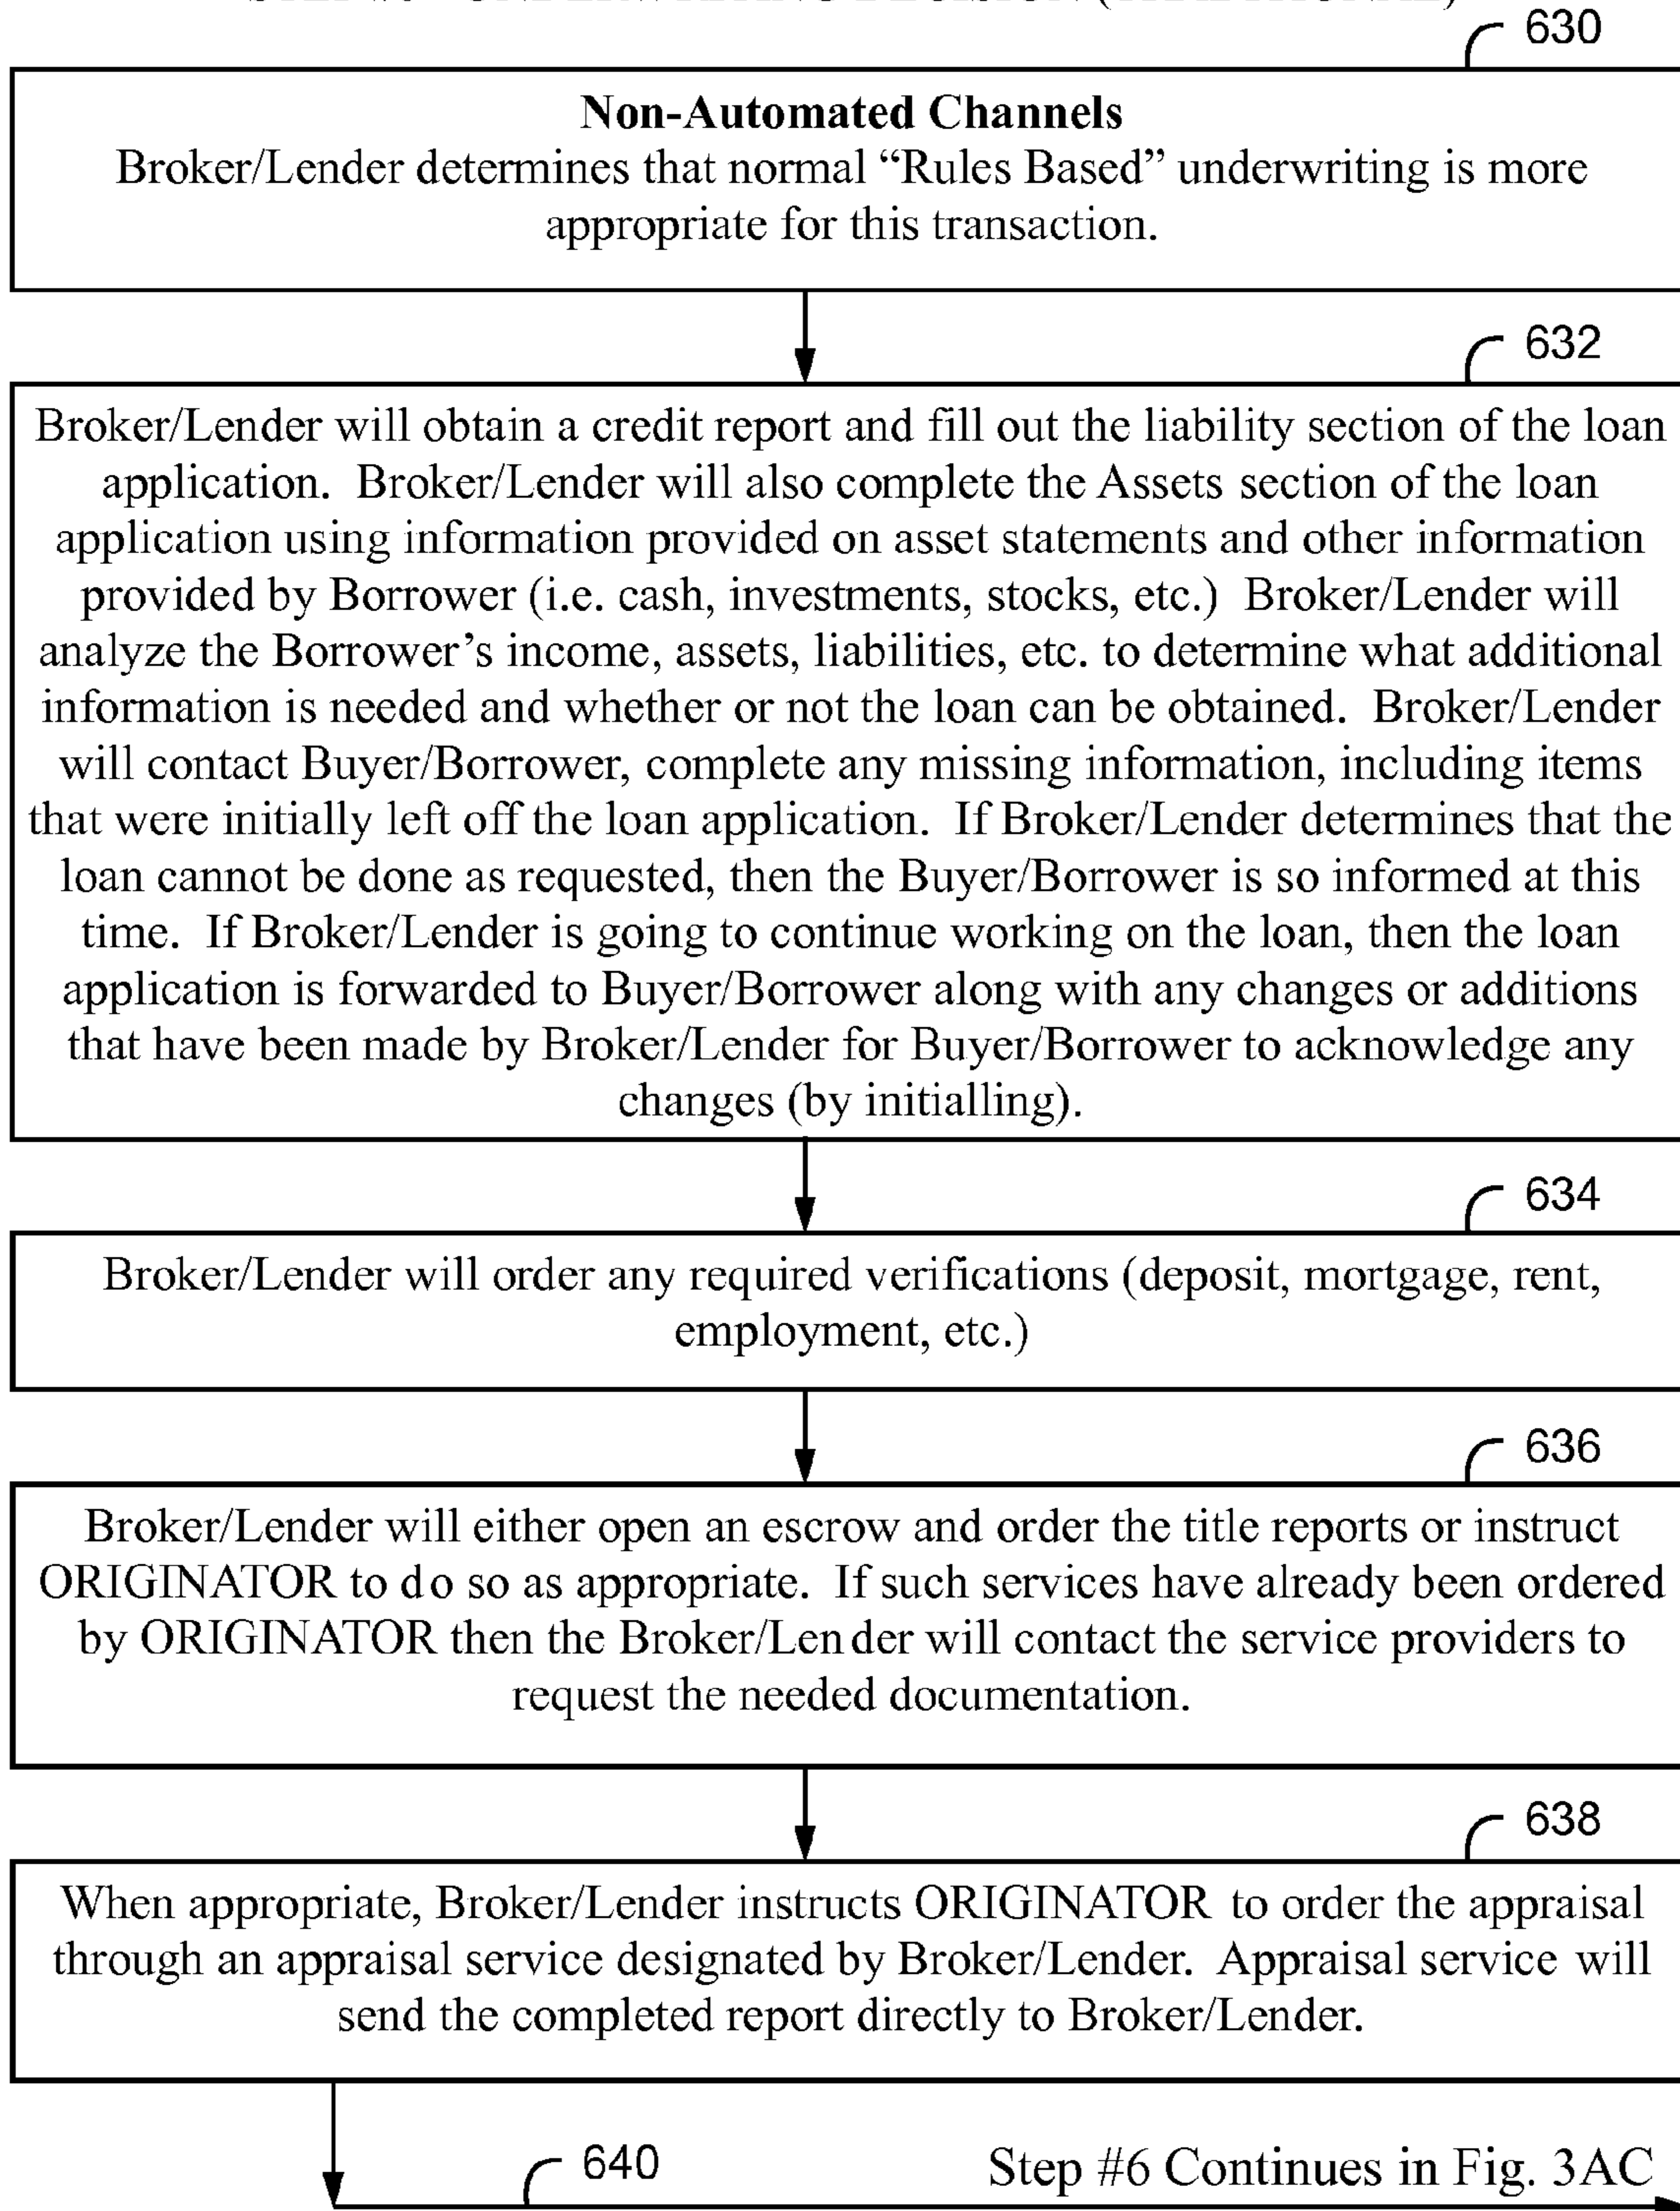 630
Non-Automated Channels
Broker/Lender determines that normal “Rules Based” underwriting is more
appropriate for this transaction.
632
Broker/Lender will obtain a credit report and fill out the liability section of the loan
application.  Broker/Lender will also complete the Assets section of the loan
application using information provided on asset statements and other information
provided by Borrower (i.e. cash, investments, stocks, etc.)  Broker/Lender will
analyze the Borrower’s income, assets, liabilities, etc. to determine what additional
information is needed and whether or not the loan can be obtained.  Broker/Lender
will contact Buyer/Borrower, complete any missing information, including items
that were initially left off the loan application.  If Broker/Lender determines that the
loan cannot be done as requested, then the Buyer/Borrower is so informed at this
time.  If Broker/Lender is going to continue working on the loan, then the loan
application is forwarded to Buyer/Borrower along with any changes or additions
that have been made by Broker/Lender for Buyer/Borrower to acknowledge any
changes (by initialling).
634
Broker/Lender will order any required verifications (deposit, mortgage, rent,
employment, etc.)
636
Broker/Lender will either open an escrow and order the title reports or instruct
ORIGINATOR to do so as appropriate.  If such services have already been ordered
by ORIGINATOR then the Broker/Lender will contact the service providers to
request the needed documentation.
638
When appropriate, Broker/Lender instructs ORIGINATOR to order the appraisal
through an appraisal service designated by Broker/Lender.  Appraisal service will
send the completed report directly to Broker/Lender.
640
Step #6 Continues in Fig. 3AC